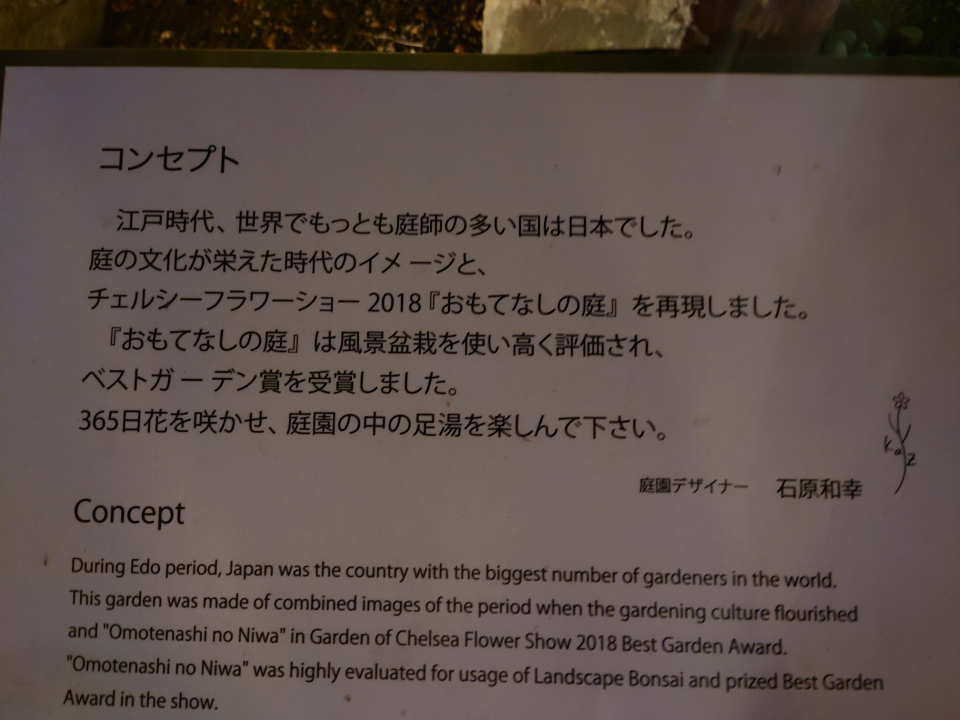 コンセプト
江戸時代、世界でもっとも庭師の多い国は日本でした。
庭の文化が栄えた時代のイメージと、
チェルシーフラワーショー 2018『おもてなしの庭』を再現しました。
『おもてなしの庭』は風景盆栽を使い高く評価され、
ベストガーデン賞を受賞しました。
365日花を咲かせ、庭園の中の足湯を楽しんで下さい。
庭園デザイナー 石原和幸
kaz
Concept
During Edo period, Japan was the country with the biggest number of gardeners in the world.
This garden was made of combined images of the period when the gardening culture flourished
and "Omotenashi no Niwa" in Garden of Chelsea Flower Show 2018 Best Garden Award.
"Omotenashi no Niwa" was highly evaluated for usage of Landscape Bonsai and prized Best Garden
Award in the show.